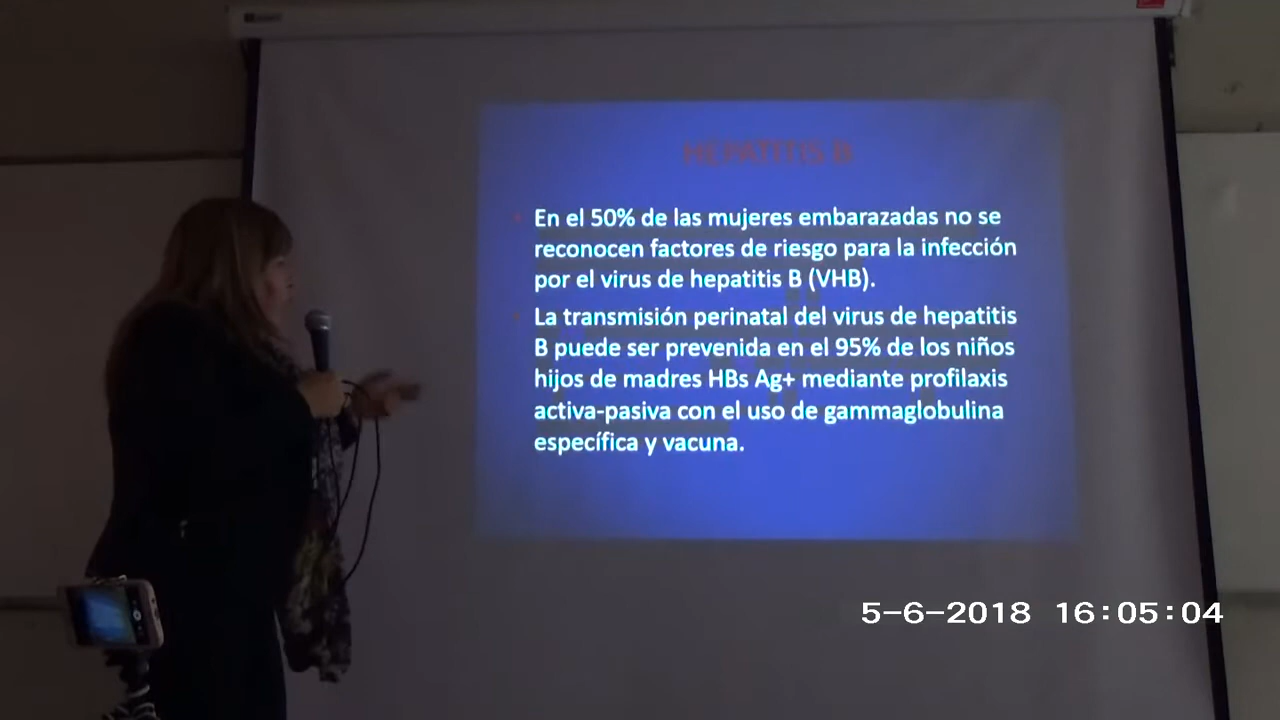 HEPATITIS B
En el 50% de las mujeres embarazadas no se
reconocen factores de riesgo para la infección
por el virus de hepatitis B (VHB).
La transmisión perinatal del virus de hepatitis
B puede ser prevenida en el 95% de los niños
hijos de madres HBs Ag+ mediante profilaxis
activa-pasiva con el uso de gammaglobulina
específica y vacuna.
5-6-2018 16:05:04